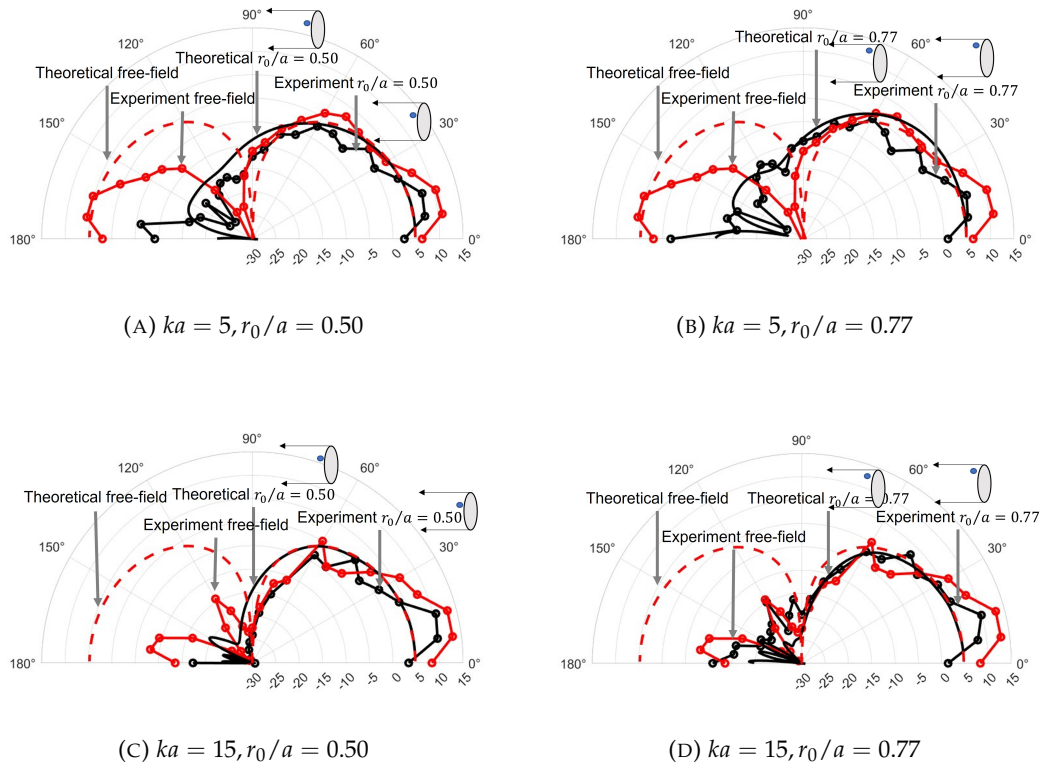 90°
120°
60°
Theoretical r₀/a = 0.50
Theoretical free-field
Experiment r₀/a = 0.50
Experiment free-field
150°
30°
180°
0°
-30 -25 -20 -15 -10 -5 0 5 10 15
(A) ka = 5, r₀/a = 0.50
90°
120°
60°
Theoretical r₀/a = 0.77
Theoretical free-field
Experiment r₀/a = 0.77
Experiment free-field
150°
30°
180°
0°
-30 -25 -20 -15 -10 -5 0 5 10 15
(B) ka = 5, r₀/a = 0.77
90°
120°
60°
Theoretical free-field
Theoretical r₀/a = 0.50
Experiment free-field
Experiment r₀/a = 0.50
150°
30°
180°
0°
-30 -25 -20 -15 -10 -5 0 5 10 15
(C) ka = 15, r₀/a = 0.50
90°
120°
60°
Theoretical free-field
Theoretical r₀/a = 0.77
Experiment r₀/a = 0.77
Experiment free-field
150°
30°
180°
0°
-30 -25 -20 -15 -10 -5 0 5 10 15
(D) ka = 15, r₀/a = 0.77